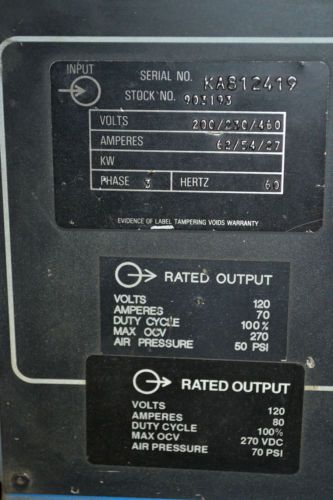 INPUT
SERIAL NO. KA812419
STOCK NO. 903193
VOLTS 200/230/460
AMPERES 62/54/27
KW
PHASE 3 HERTZ 60
EVIDENCE OF LABEL TAMPERING VOIDS WARRANTY
RATED OUTPUT
VOLTS 120
AMPERES 70
DUTY CYCLE 100%
MAX OCV 270
AIR PRESSURE 50 PSI
RATED OUTPUT
VOLTS 120
AMPERES 80
DUTY CYCLE 100%
MAX OCV 270 VDC
AIR PRESSURE 70 PSI